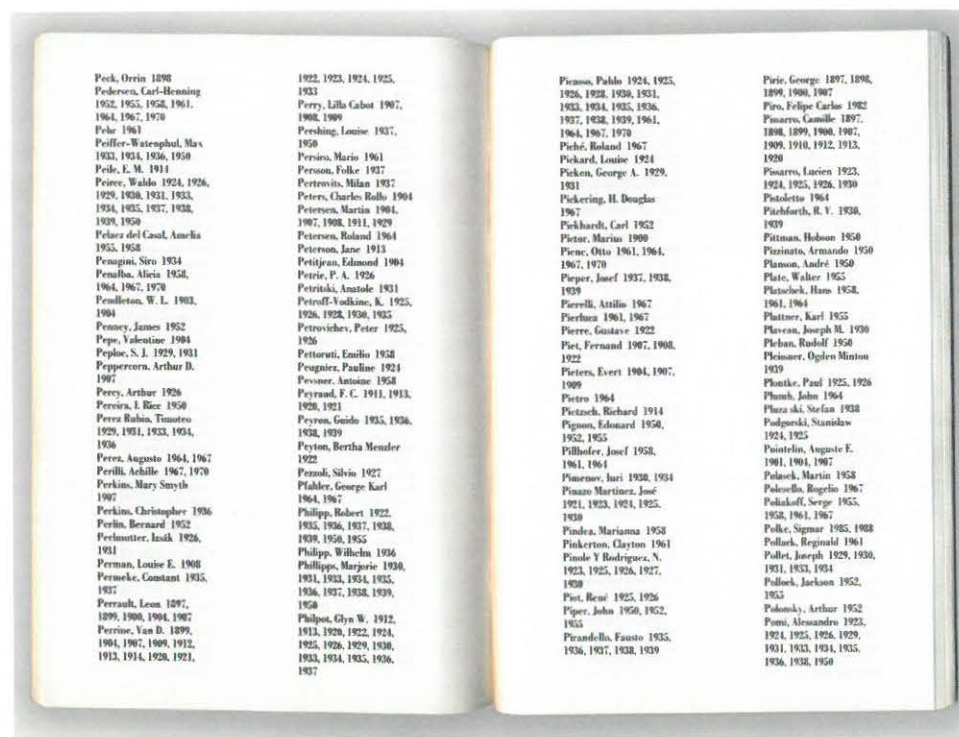 Peck, Orrin 1898
Pedersen, Carl-Henning
1952, 1955, 1958, 1961,
1964, 1967, 1970
Pehr 1961
Peiffer-Watenphul, Max
1933, 1934, 1936, 1950
Peile, E. M. 1914
Peirce, Waldo 1924, 1926,
1929, 1930, 1931, 1933,
1934, 1935, 1937, 1938,
1939, 1950
Pelaez del Casal, Amelia
1955, 1958
Penagini, Siro 1934
Penalba, Alicia 1958,
1964, 1967, 1970
Pendleton, W. L. 1903,
1904
Penney, James 1952
Pepe, Valentine 1904
Peploe, S. J. 1929, 1931
Peppercorn, Arthur D.
1907
Percy, Arthur 1926
Pereira, I. Rice 1950
Perez Rubio, Timoteo
1929, 1931, 1933, 1934,
1936
Perez, Augusto 1964, 1967
Perilli, Achille 1967, 1970
Perkins, Mary Smyth
1907
Perkins, Christopher 1936
Perlin, Bernard 1952
Perlmutter, Izsák 1926,
1931
Perman, Louise E. 1908
Permeke, Constant 1935,
1937
Perrault, Leon 1897,
1899, 1900, 1904, 1907
Perrine, Van D. 1899,
1904, 1907, 1909, 1912,
1913, 1914, 1920, 1921,
1922, 1923, 1924, 1925,
1933
Perry, Lilla Cabot 1907,
1908, 1909
Pershing, Louise 1937,
1950
Persico, Mario 1961
Persson, Folke 1937
Pertrovits, Milan 1937
Peters, Charles Rollo 1904
Petersen, Martin 1904,
1907, 1908, 1911, 1929
Petersen, Roland 1964
Peterson, Jane 1913
Petitjean, Edmond 1904
Petrie, P. A. 1926
Petritski, Anatole 1931
Petroff-Vodkine, K. 1925,
1926, 1928, 1930, 1935
Petrovichev, Peter 1925,
1926
Pettoruti, Emilio 1958
Peugniez, Pauline 1924
Pevsner, Antoine 1958
Peyraud, F. C. 1911, 1913,
1920, 1921
Peyron, Guido 1935, 1936,
1938, 1939
Peyton, Bertha Menzler
1922
Pezzoli, Silvio 1927
Pfahler, George Karl
1964, 1967
Philipp, Robert 1922,
1935, 1936, 1937, 1938,
1939, 1950, 1955
Philipp, Wilhelm 1936
Phillipps, Marjorie 1930,
1931, 1933, 1934, 1935,
1936, 1937, 1938, 1939,
1950
Philpot, Glyn W. 1912,
1913, 1920, 1922, 1924,
1925, 1926, 1929, 1930,
1933, 1934, 1935, 1936,
1937
Picasso, Pablo 1924, 1925,
1926, 1928, 1930, 1931,
1933, 1934, 1935, 1936,
1937, 1938, 1939, 1961,
1964, 1967, 1970
Piché, Roland 1967
Pickard, Louise 1924
Picken, George A. 1929,
1931
Pickering, H. Douglas
1967
Pickhardt, Carl 1952
Pictor, Marius 1900
Piene, Otto 1961, 1964,
1967, 1970
Pieper, Josef 1937, 1938,
1939
Pierelli, Attilio 1967
Pierluca 1961, 1967
Pierre, Gustave 1922
Piet, Fernand 1907, 1908,
1922
Pieters, Evert 1904, 1907,
1909
Pietro 1964
Pietzsch, Richard 1914
Pignon, Edouard 1950,
1952, 1955
Pillhofer, Josef 1958,
1961, 1964
Pimenov, Iuri 1930, 1934
Pinazo Martinez, José
1921, 1923, 1924, 1925,
1930
Pindea, Marianna 1958
Pinkerton, Clayton 1961
Pinole Y Rodriguez, N.
1923, 1925, 1926, 1927,
1930
Piot, René 1925, 1926
Piper, John 1950, 1952,
1955
Pirandello, Fausto 1935,
1936, 1937, 1938, 1939
Pirie, George 1897, 1898,
1899, 1900, 1907
Piro, Felipe Carlos 1982
Pissarro, Camille 1897,
1898, 1899, 1900, 1907,
1909, 1910, 1912, 1913,
1920
Pissarro, Lucien 1923,
1924, 1925, 1926, 1930
Pistoletto 1964
Pitchforth, R. V. 1930,
1939
Pittman, Hobson 1950
Pizzinato, Armando 1950
Planson, André 1950
Plate, Walter 1955
Platschek, Hans 1958,
1961, 1964
Plattner, Karl 1955
Plavcan, Joseph M. 1930
Pleban, Rudolf 1950
Pleissner, Ogden Minton
1939
Plontke, Paul 1925, 1926
Plumb, John 1964
Pluza ski, Stefan 1938
Podgorski, Stanislaw
1924, 1925
Pointelin, Auguste E.
1901, 1904, 1907
Polasek, Martin 1958
Polesello, Rogelio 1967
Poliakoff, Serge 1955,
1958, 1961, 1967
Polke, Sigmar 1985, 1988
Pollack, Reginald 1961
Pollet, Joseph 1929, 1930,
1931, 1933, 1934
Pollock, Jackson 1952,
1955
Polonsky, Arthur 1952
Pomi, Alessandro 1923,
1924, 1925, 1926, 1929,
1931, 1933, 1934, 1935,
1936, 1938, 1950